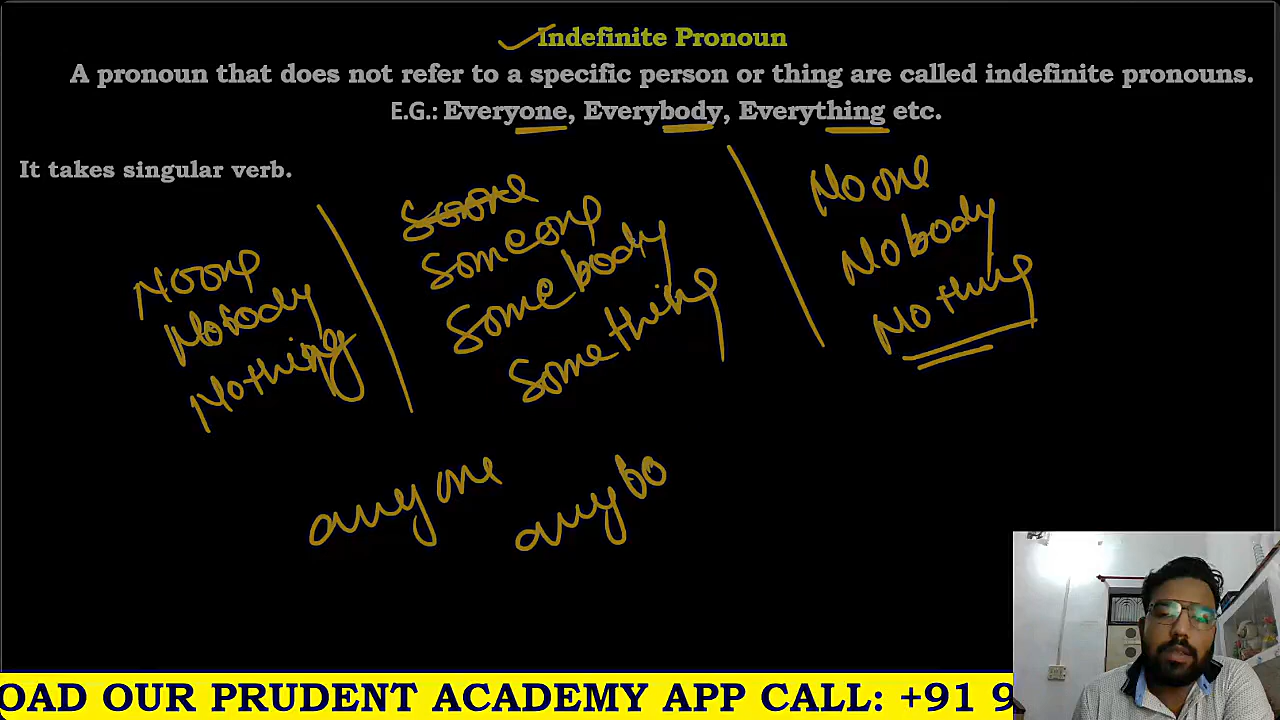 Indefinite Pronoun
A pronoun that does not refer to a specific person or thing are called indefinite pronouns.
E.G.: Everyone, Everybody, Everything etc.
It takes singular verb.
Noone
Nobody
Nothing
Soone
Someone
Somebody
Something
No one
Nobody
Nothing
anyone anybo
OAD OUR PRUDENT ACADEMY APP CALL: +91 9